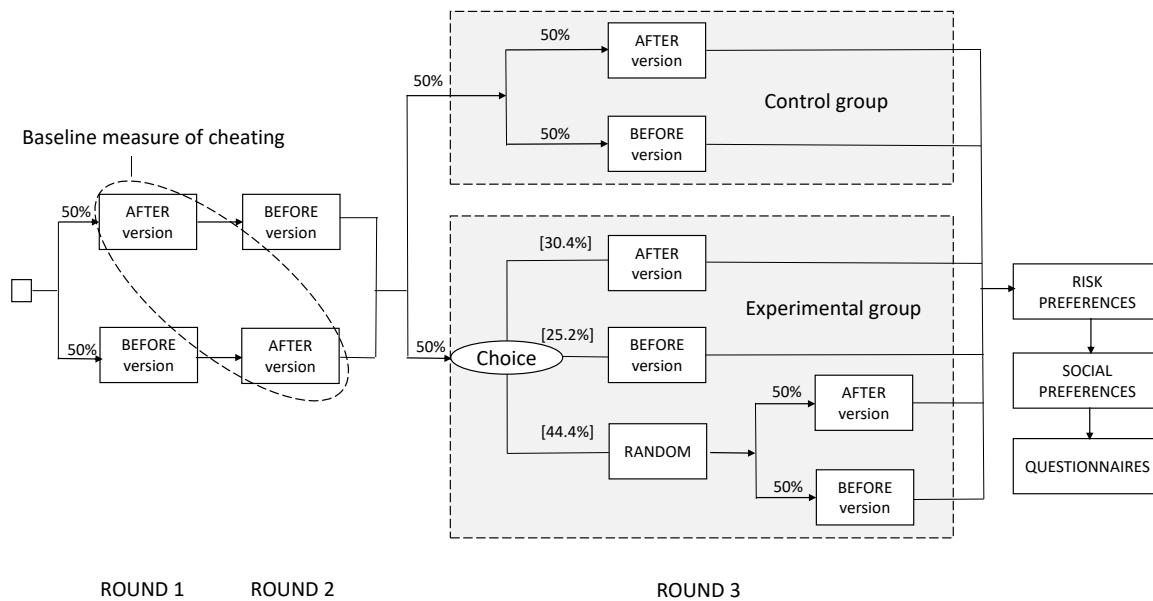 50%
AFTER
version
50%
Control group
50%
BEFORE
version
Baseline measure of cheating
50%
AFTER
version
BEFORE
version
50%
BEFORE
version
AFTER
version
50%
Choice
[30.4%]
AFTER
version
Experimental group
[25.2%]
BEFORE
version
[44.4%]
RANDOM
50%
AFTER
version
50%
BEFORE
version
RISK
PREFERENCES
SOCIAL
PREFERENCES
QUESTIONNAIRES
ROUND 1
ROUND 2
ROUND 3